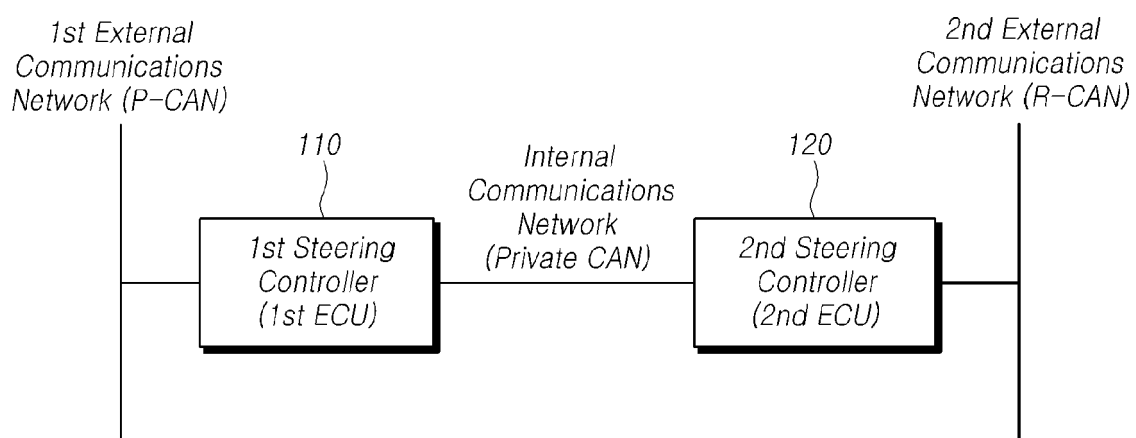 1st External
Communications
Network (P-CAN)
2nd External
Communications
Network (R-CAN)
110
Internal
Communications
Network
(Private CAN)
120
1st Steering
Controller
(1st ECU)
2nd Steering
Controller
(2nd ECU)